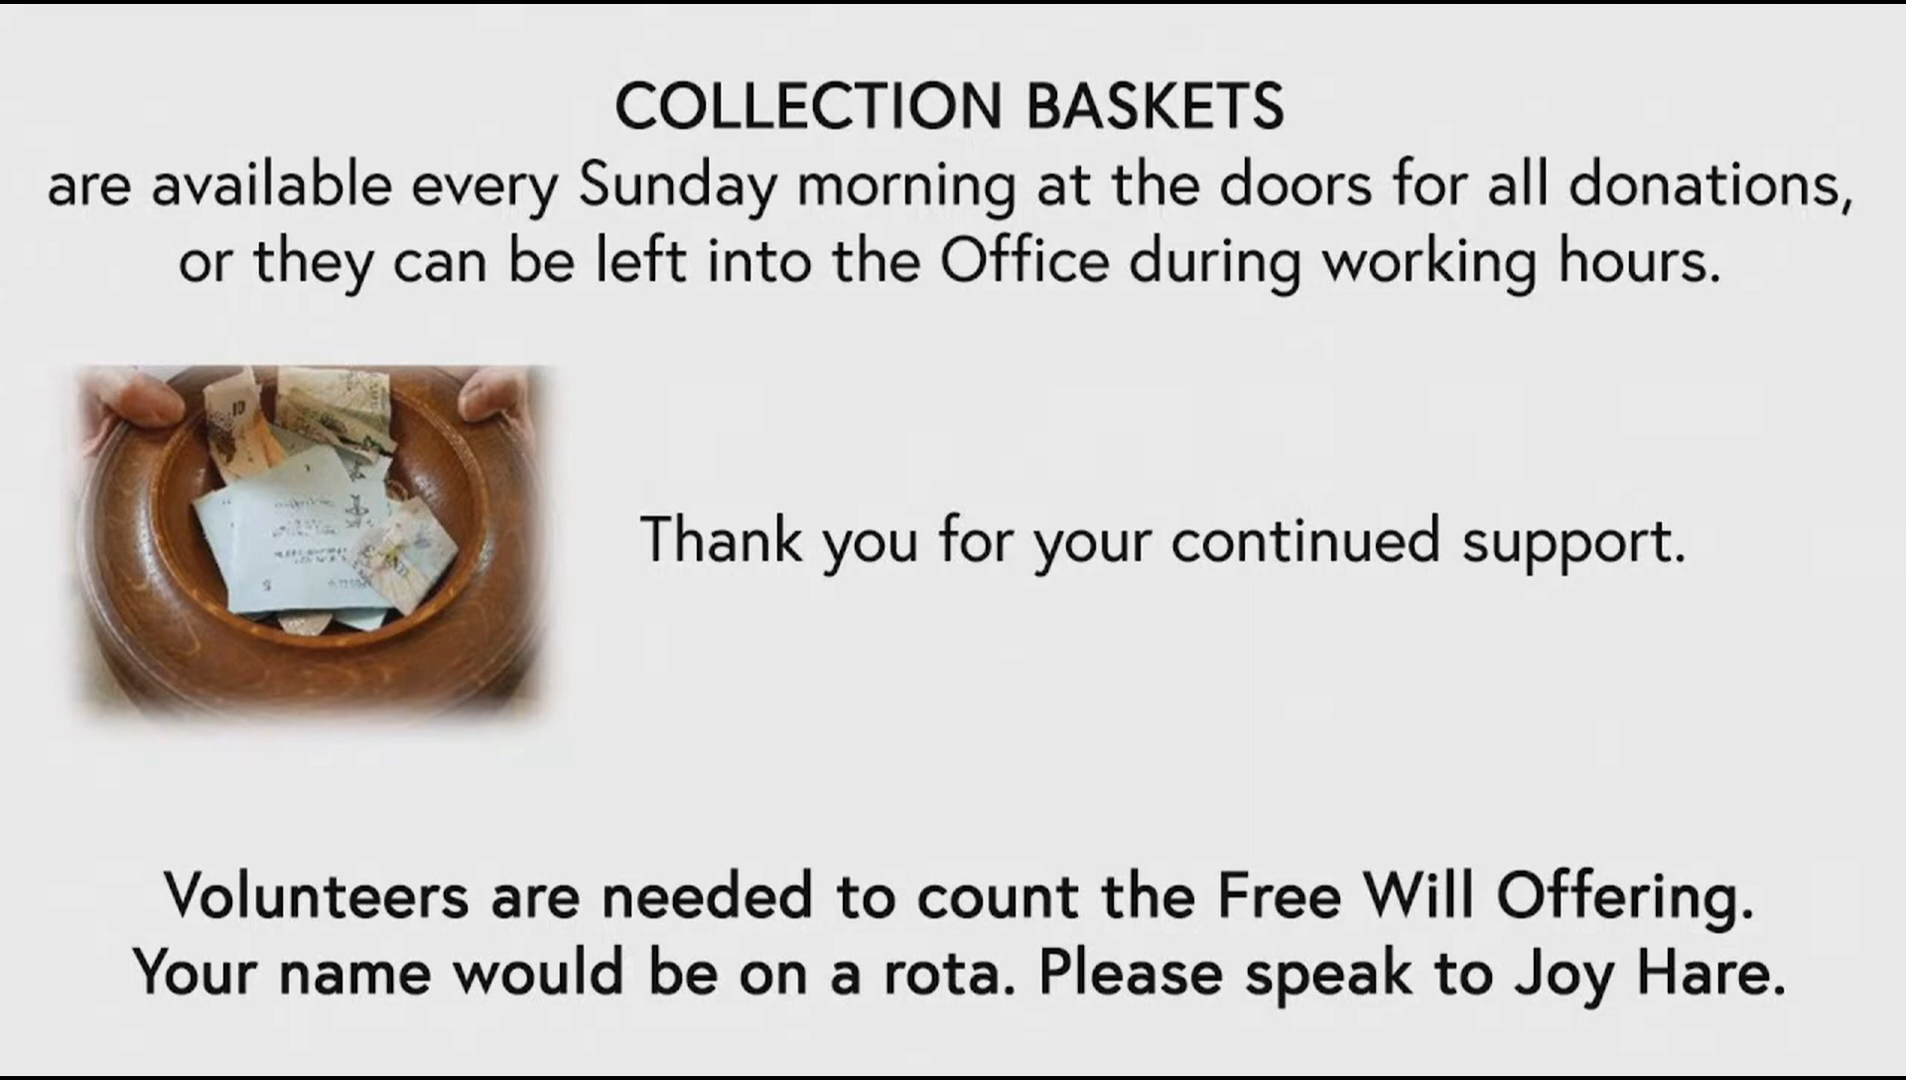 COLLECTION BASKETS
are available every Sunday morning at the doors for all donations,
or they can be left into the Office during working hours.
Thank you for your continued support.
Volunteers are needed to count the Free Will Offering.
Your name would be on a rota. Please speak to Joy Hare.